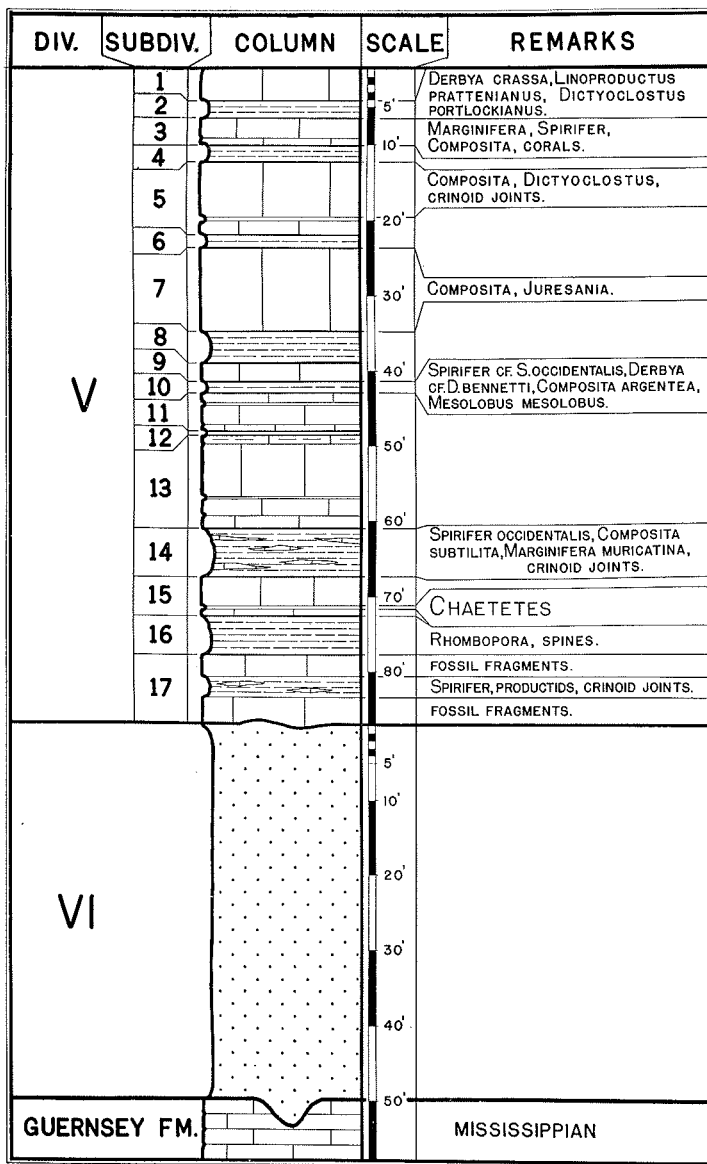 DIV. SUBDIV. COLUMN SCALE REMARKS
V
1
2
3
4
5
6
7
8
9
10
11
12
13
14
15
16
17
5'
10'
20'
30'
40'
50'
60'
70'
80'
DERBYA CRASSA, LINOPRODUCTUS
PRATTENIANUS, DICTYOCLOSTUS
PORTLOCKIANUS.
MARGINIFERA, SPIRIFER,
COMPOSITA, CORALS.
COMPOSITA, DICTYOCLOSTUS,
CRINOID JOINTS.
COMPOSITA, JURESANIA.
SPIRIFER CF. S. OCCIDENTALIS, DERBYA
CF. D. BENNETTI, COMPOSITA ARGENTEA,
MESOLOBUS MESOLOBUS.
SPIRIFER OCCIDENTALIS, COMPOSITA
SUBTILITA, MARGINIFERA MURICATINA,
CRINOID JOINTS.
CHAETETES
RHOMBOPORA, SPINES.
FOSSIL FRAGMENTS.
SPIRIFER, PRODUCTIDS, CRINOID JOINTS.
FOSSIL FRAGMENTS.
VI
5'
10'
20'
30'
40'
50'
GUERNSEY FM. MISSISSIPPIAN